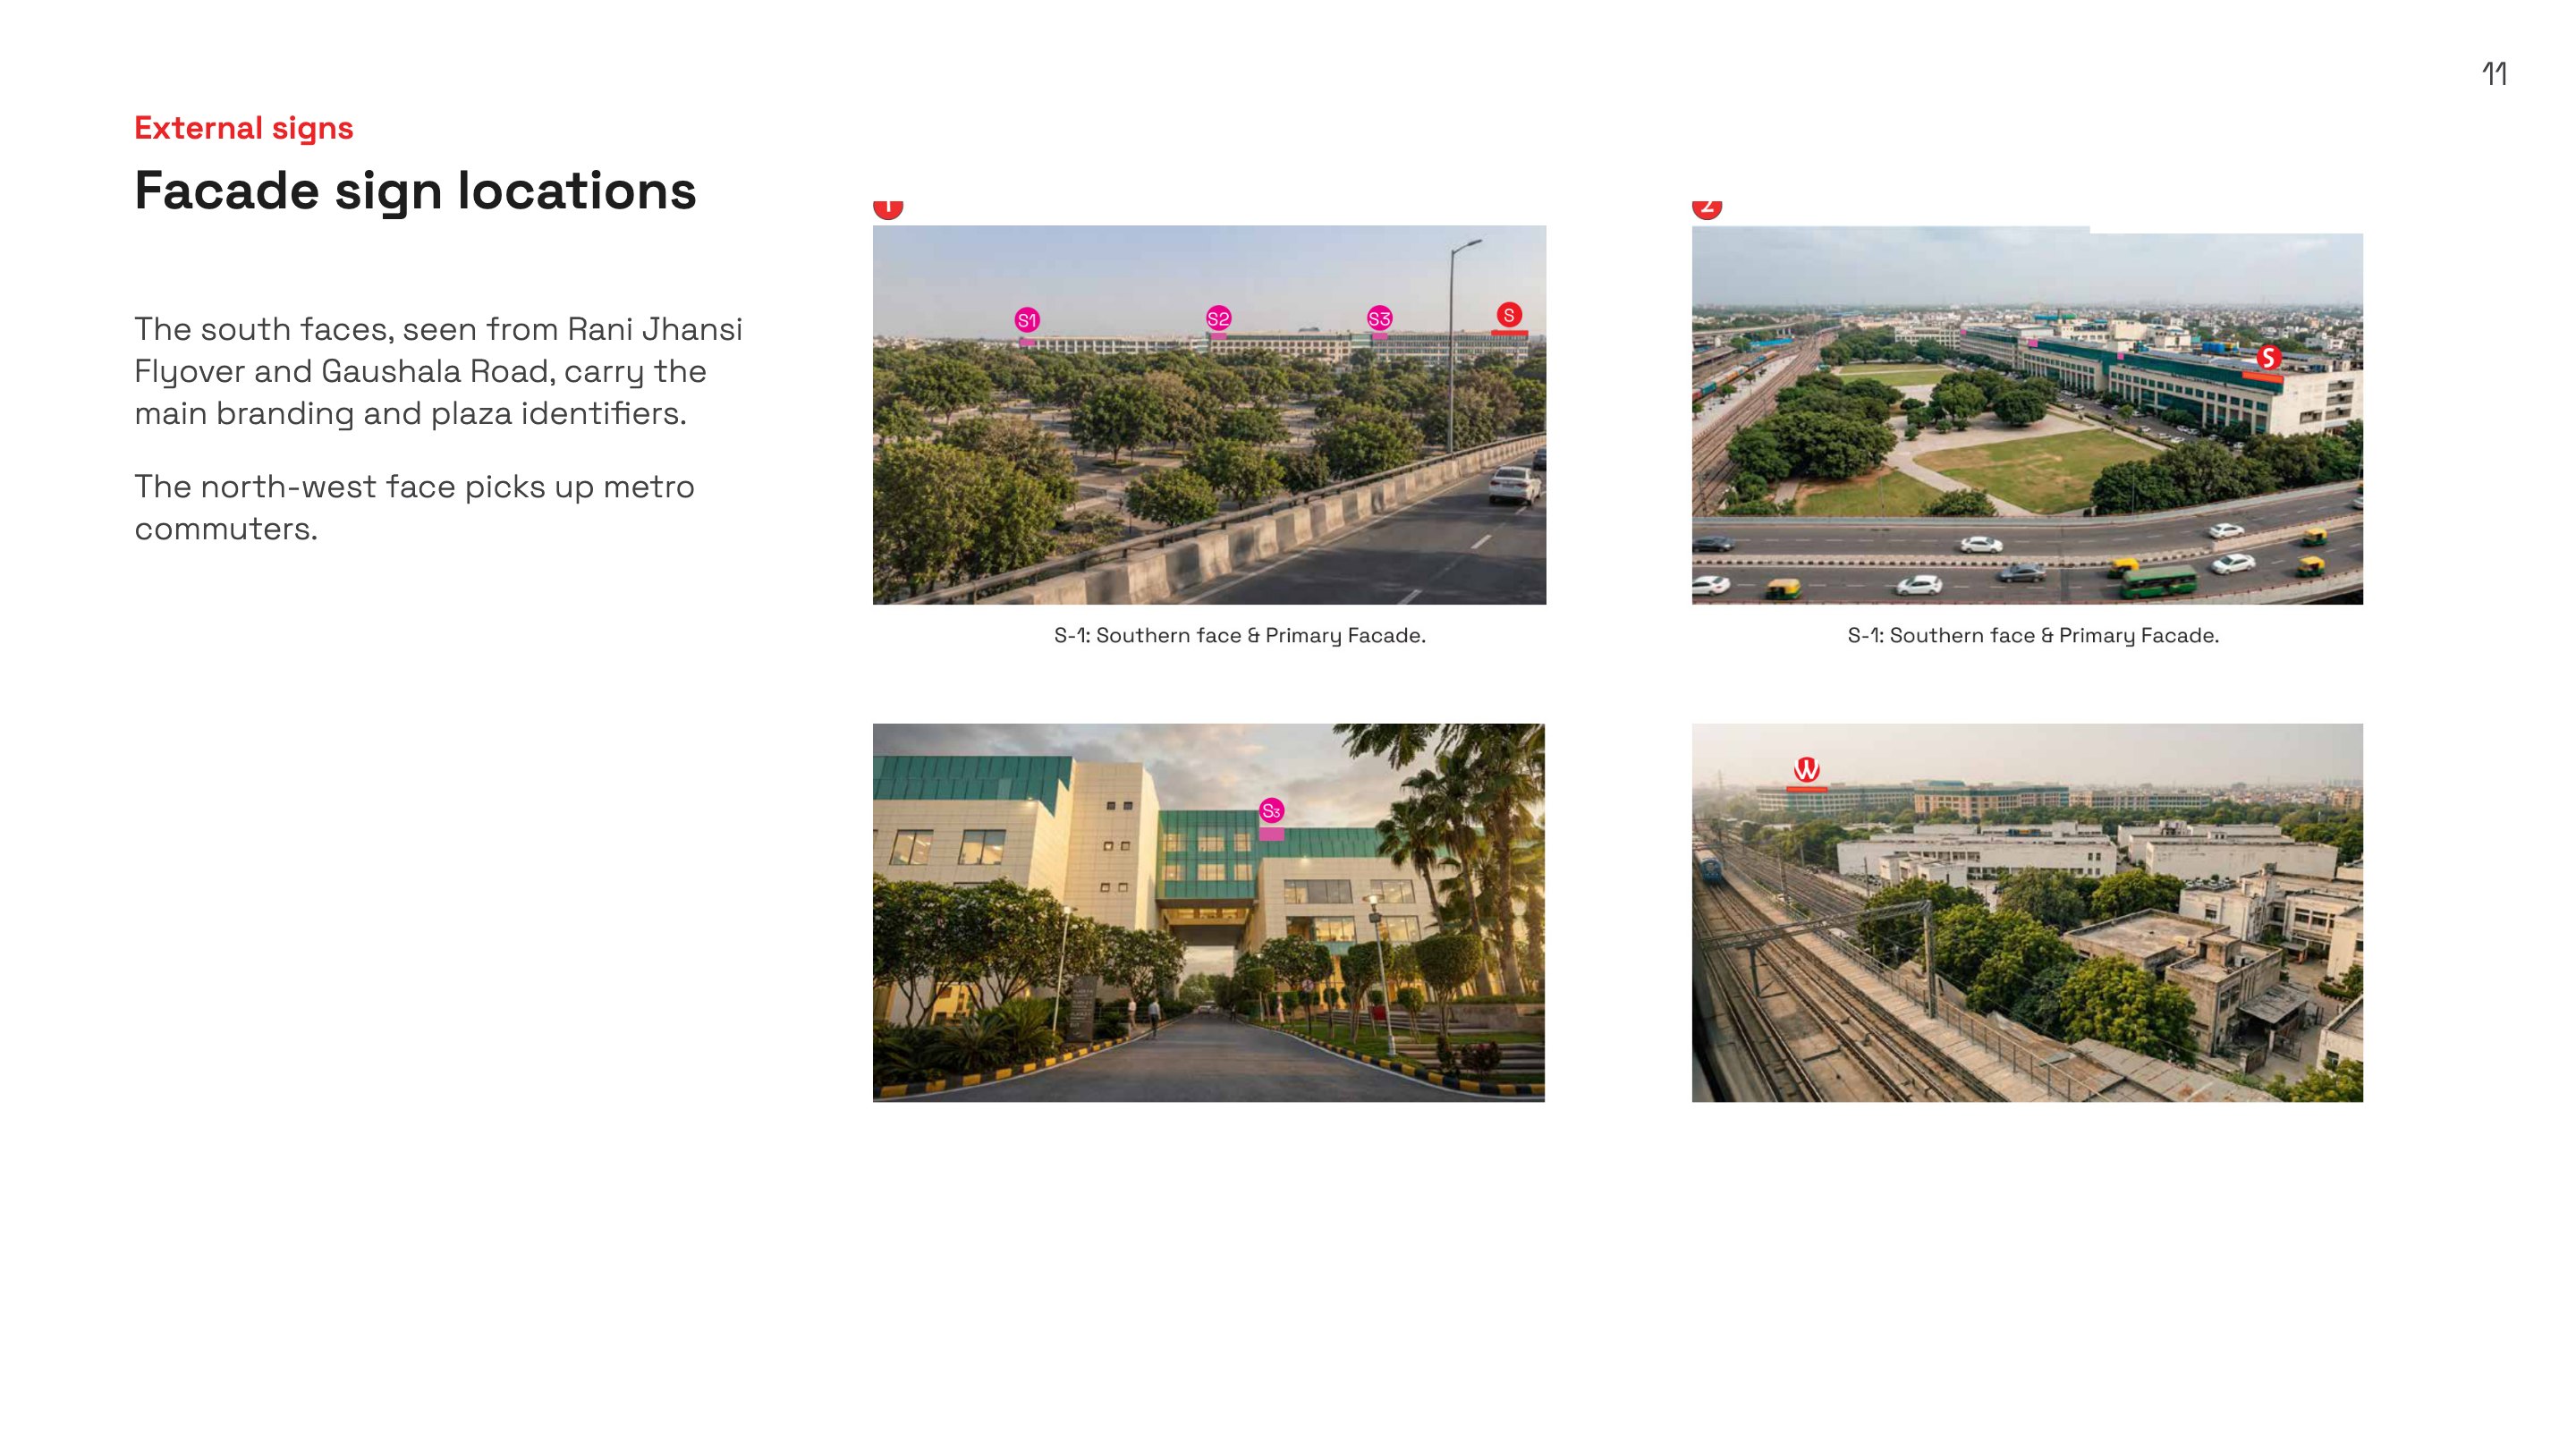 11
External signs
Facade sign locations
The south faces, seen from Rani Jhansi
Flyover and Gaushala Road, carry the
main branding and plaza identifiers.
The north-west face picks up metro
commuters.
1
2
S1
S2
S3
S
S
S-1: Southern face & Primary Facade.
S-1: Southern face & Primary Facade.
S3
W